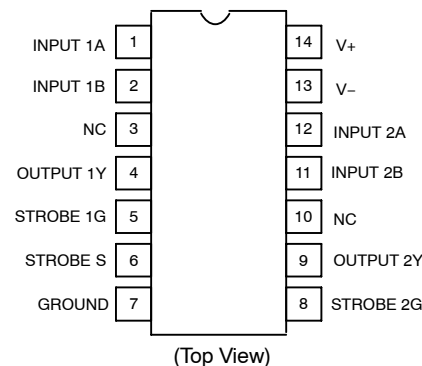 INPUT 1A 1 14 V+
INPUT 1B 2 13 V−
NC 3 12 INPUT 2A
OUTPUT 1Y 4 11 INPUT 2B
STROBE 1G 5 10 NC
STROBE S 6 9 OUTPUT 2Y
GROUND 7 8 STROBE 2G
(Top View)